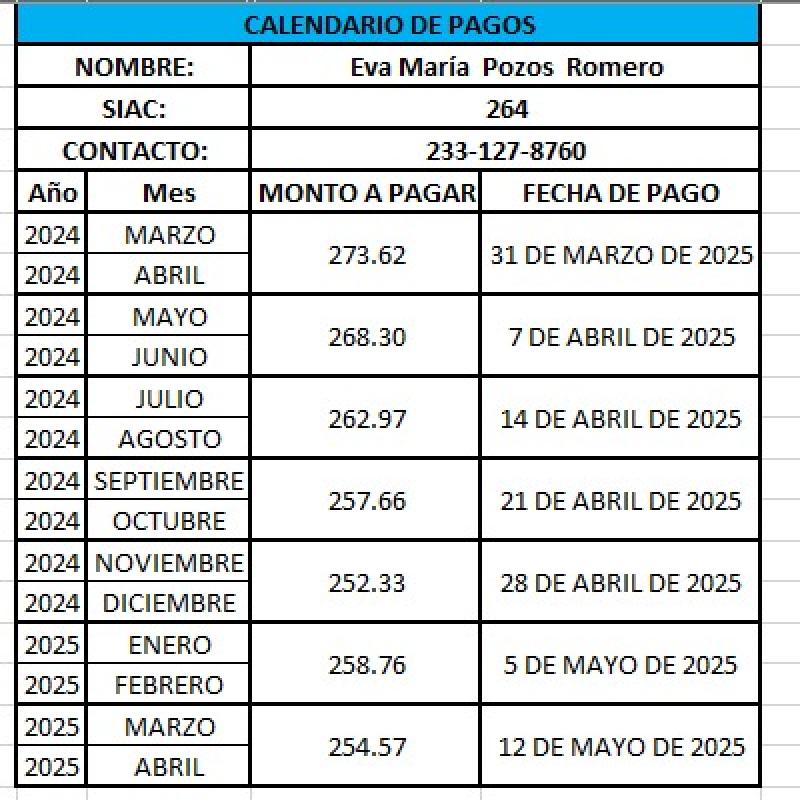 CALENDARIO DE PAGOS
NOMBRE: Eva María Pozos Romero
SIAC: 264
CONTACTO: 233-127-8760
Año Mes MONTO A PAGAR FECHA DE PAGO
2024 MARZO 273.62 31 DE MARZO DE 2025
2024 ABRIL
2024 MAYO 268.30 7 DE ABRIL DE 2025
2024 JUNIO
2024 JULIO 262.97 14 DE ABRIL DE 2025
2024 AGOSTO
2024 SEPTIEMBRE 257.66 21 DE ABRIL DE 2025
2024 OCTUBRE
2024 NOVIEMBRE 252.33 28 DE ABRIL DE 2025
2024 DICIEMBRE
2025 ENERO 258.76 5 DE MAYO DE 2025
2025 FEBRERO
2025 MARZO 254.57 12 DE MAYO DE 2025
2025 ABRIL